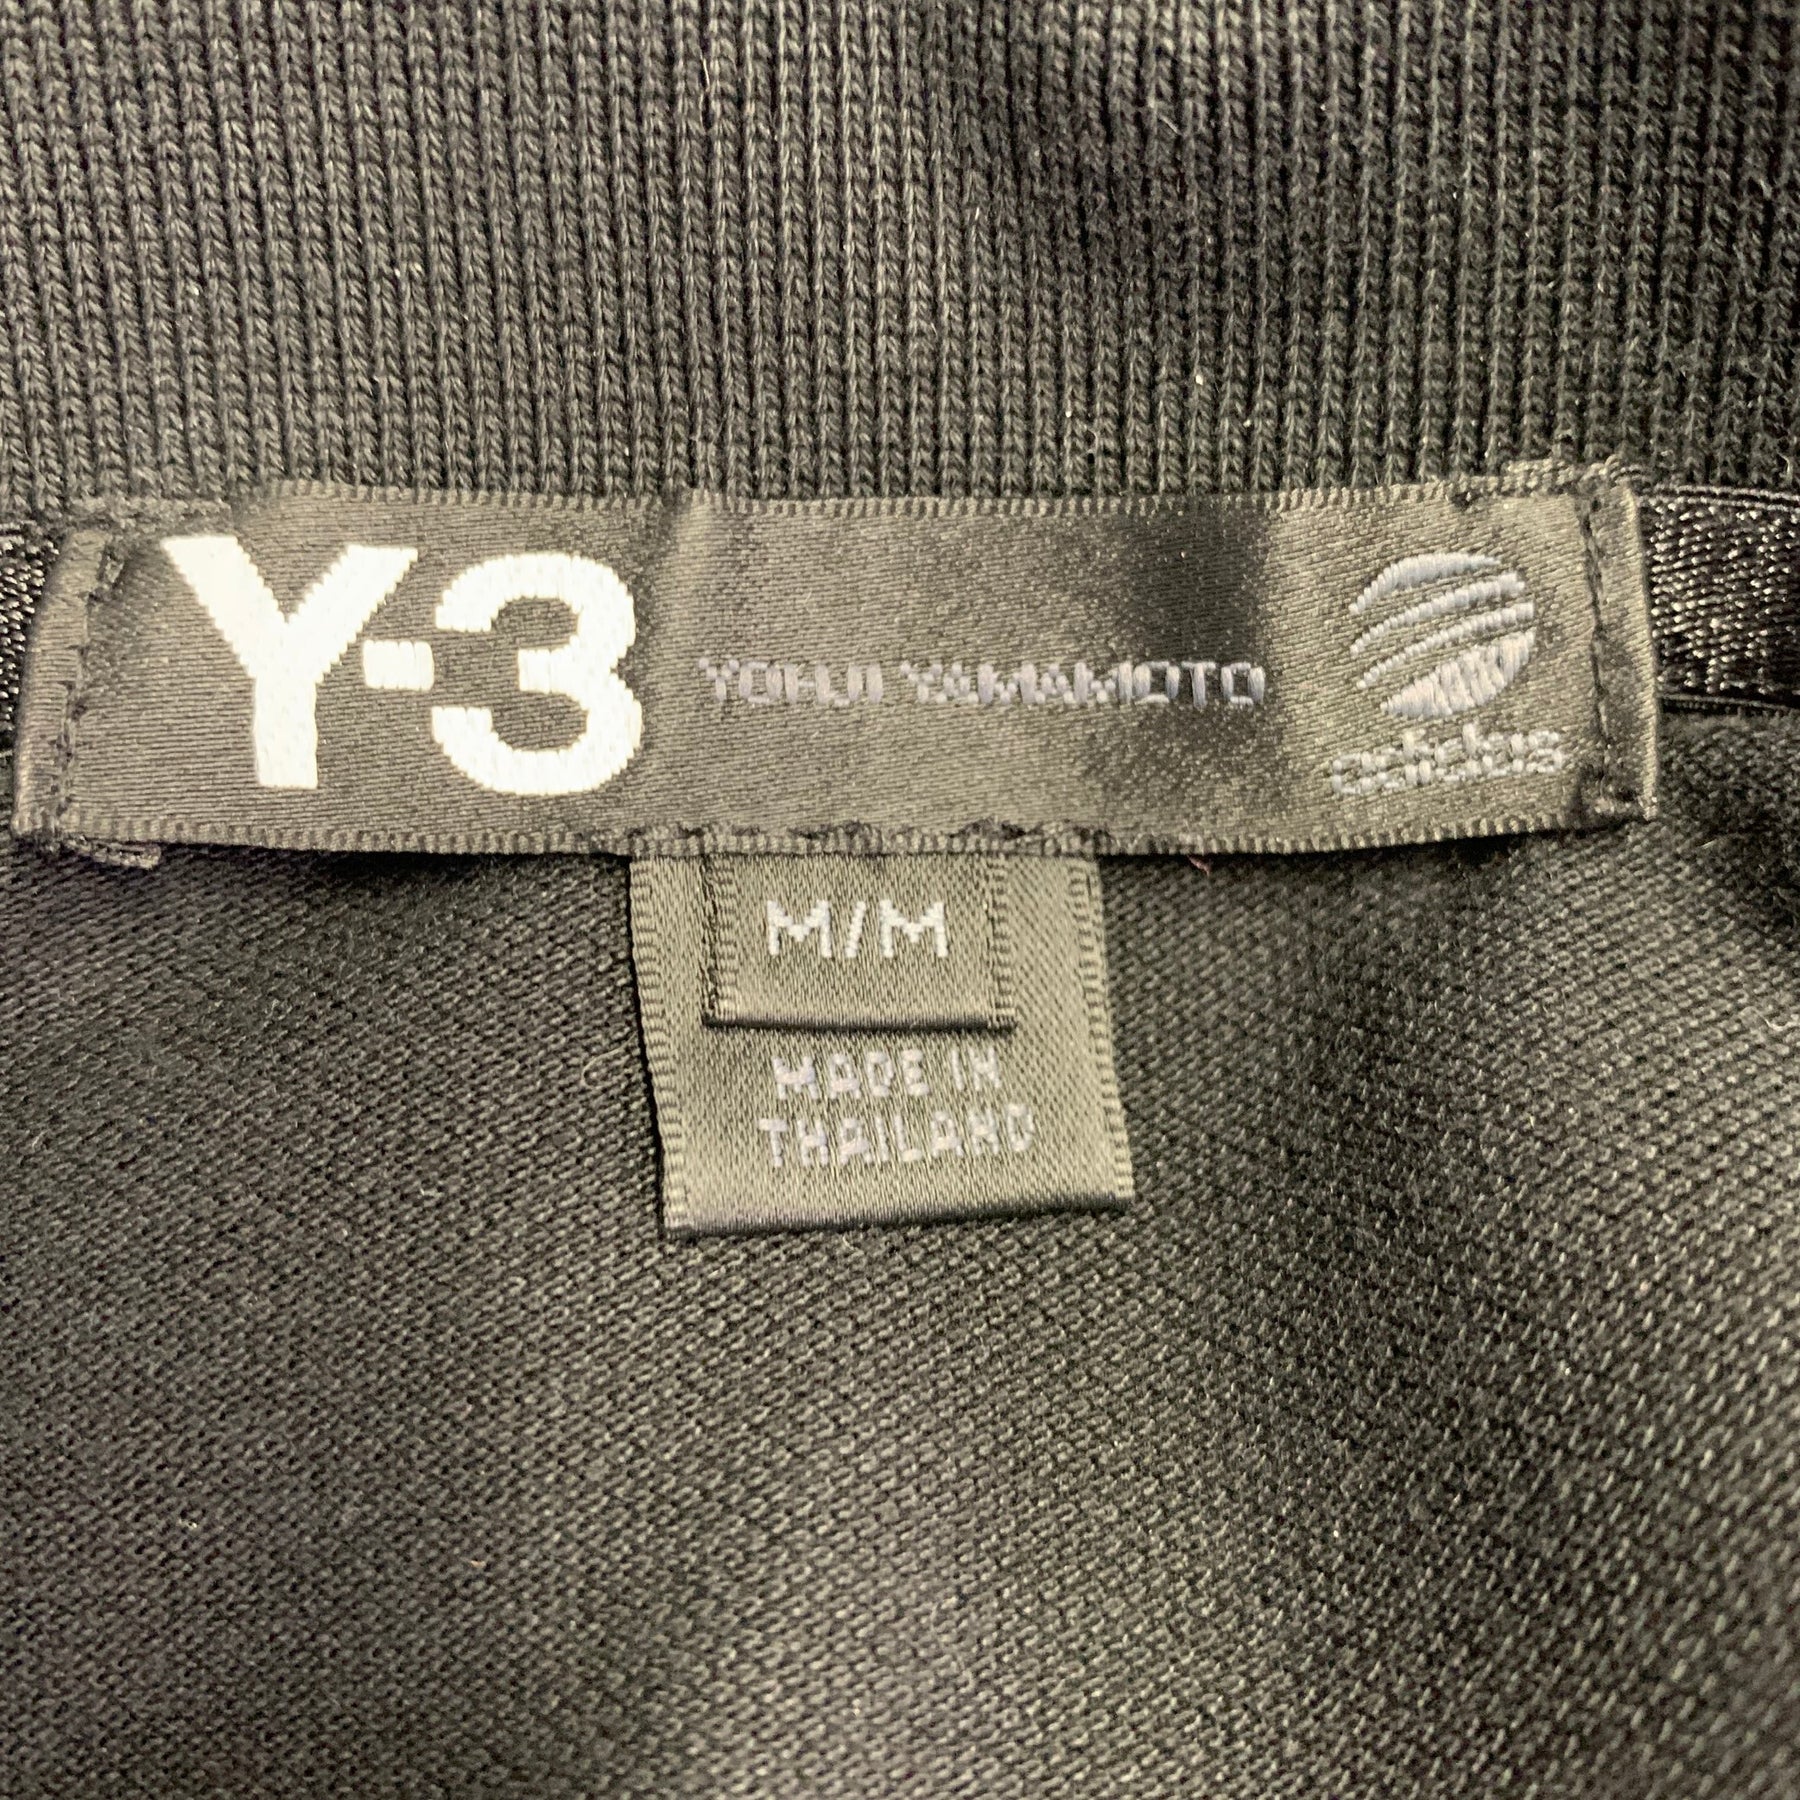 Y-3 YOHJI YAMAMOTO
adidas
M/M
MADE IN
THAILAND